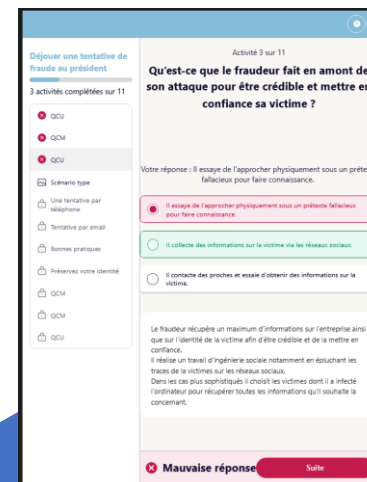 Déjouer une tentative de
fraude au président
3 activités complétées sur 11
QCU
QCM
QCU
Scénario type
Une tentative par
téléphone
Tentative par email
Bonnes pratiques
Préservez votre identité
QCM
QCM
QCU
Activité 3 sur 11
Qu'est-ce que le fraudeur fait en amont de
son attaque pour être crédible et mettre en
confiance sa victime ?
Votre réponse : Il essaye de l'approcher physiquement sous un préte
fallacieux pour faire connaissance.
Il essaye de l'approcher physiquement sous un prétexte fallacieux
pour faire connaissance.
Il collecte des informations sur la victime via les réseaux sociaux.
Il contacte des proches et essaie d'obtenir des informations sur la
victime.
Le fraudeur récupère un maximum d'informations sur l'entreprise ainsi
que sur l'identité de la victime afin d'être crédible et de la mettre en
confiance.
Il réalise un travail d'ingénierie sociale notamment en épluchant les
traces de la victimes sur les réseaux sociaux.
Dans les cas plus sophistiqués il choisit les victimes dont il a infecté
l'ordinateur pour récupérer toutes les informations qu'il souhaite la
concernant.
Mauvaise réponse
Suite